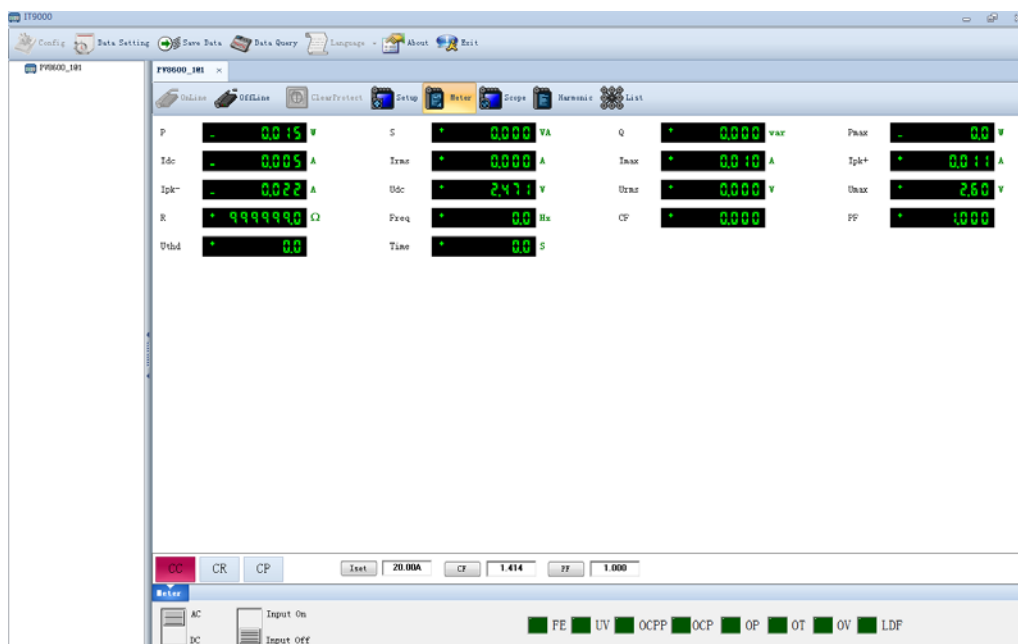 IT9000
Config Data Setting Save Data Data Query Language About Exit
PV8600_101 PV8600_101 ×
OnLine OffLine ClearProtect Setup Meter Scope Harmonic List
P - 0.015 W S + 0.000 VA Q + 0.000 var Pmax - 0.0 W
Idc - 0.005 A Irms + 0.000 A Imax + 0.010 A Ipk+ + 0.011 A
Ipk- - 0.022 A Udc + 2.471 V Urms + 0.000 V Umax + 2.60 V
R + 999999.0 Ω Freq + 0.0 Hz CF + 0.000 PF + 1.000
Uthd + 0.0 Time + 0.0 S
CC CR CP Iset 20.00A CF 1.414 PF 1.000
Meter
AC Input On
FE UV OCPP OCP OP OT OV LDF
DC Input Off